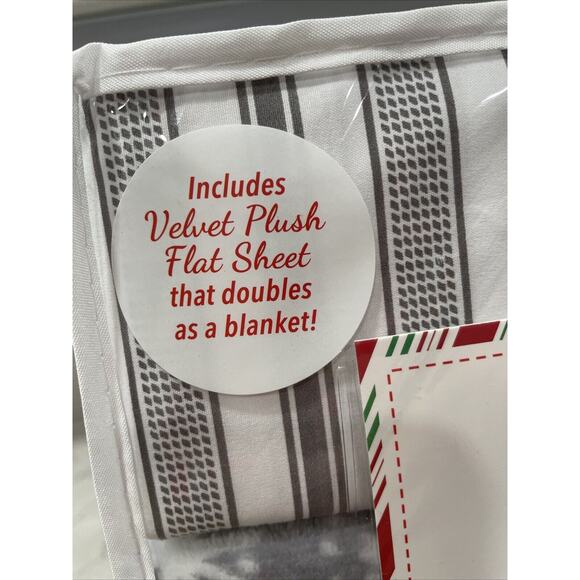 Includes
Velvet Plush
Flat Sheet
that doubles
as a blanket!